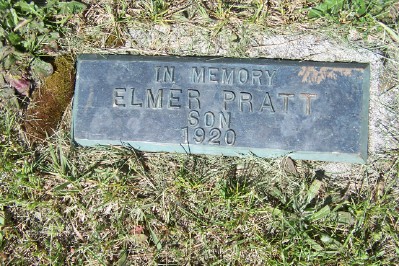 IN MEMORY
ELMER PRATT
SON
1920